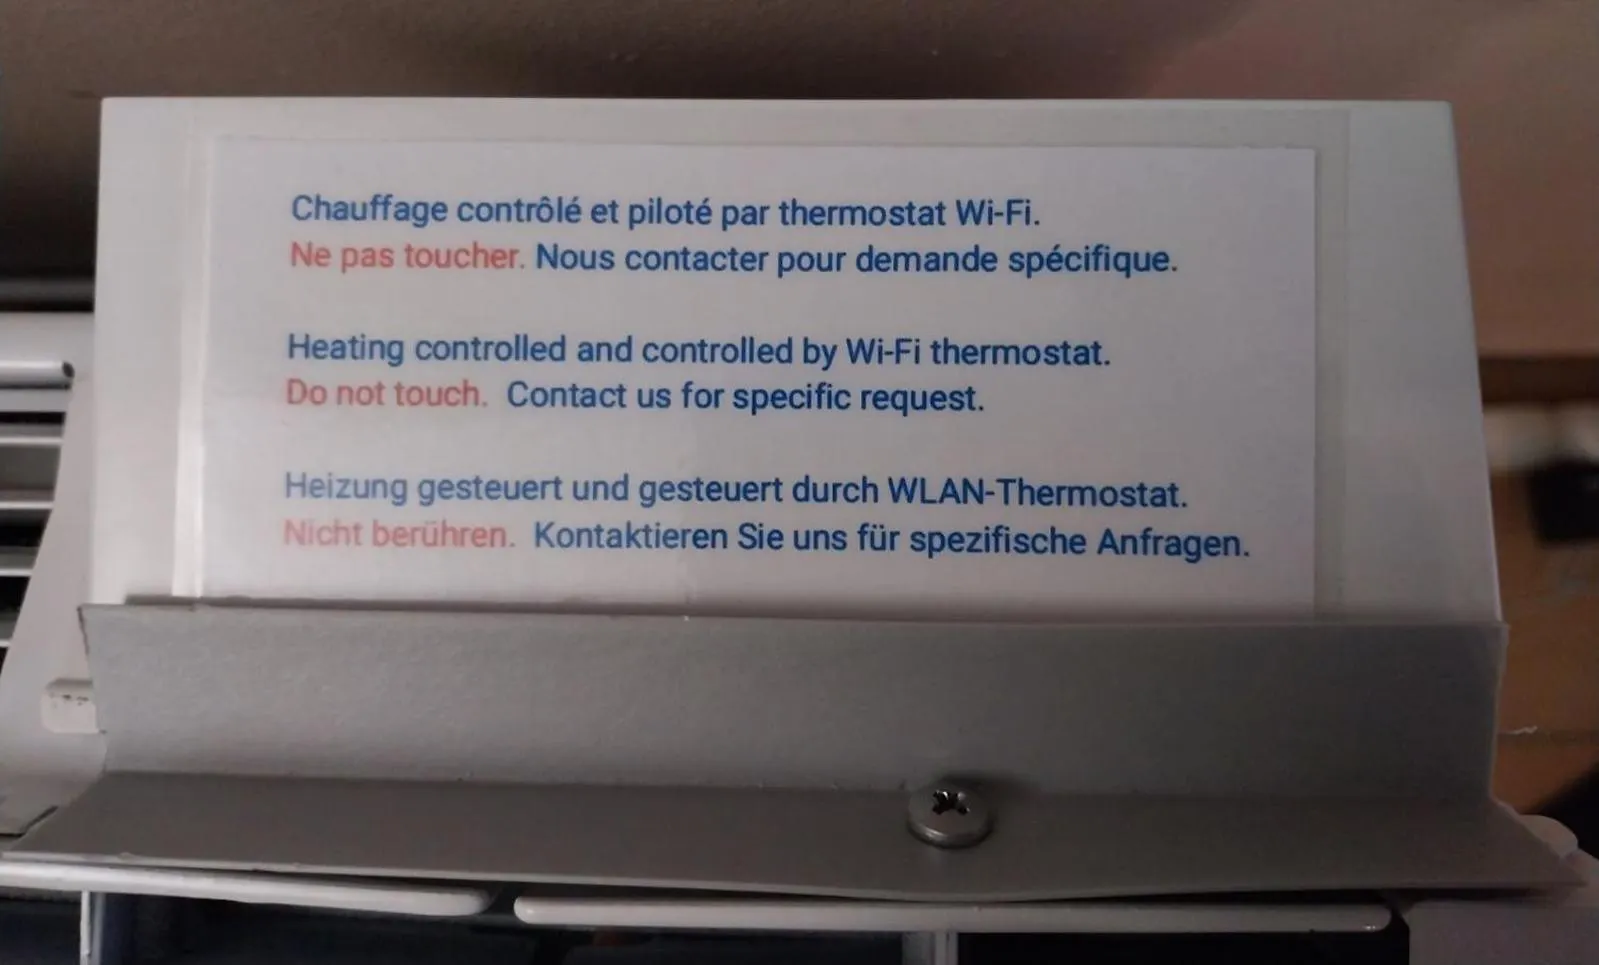 Chauffage contrôlé et piloté par thermostat Wi-Fi.
Ne pas toucher. Nous contacter pour demande spécifique.
Heating controlled and controlled by Wi-Fi thermostat.
Do not touch. Contact us for specific request.
Heizung gesteuert und gesteuert durch WLAN-Thermostat.
Nicht berühren. Kontaktieren Sie uns für spezifische Anfragen.